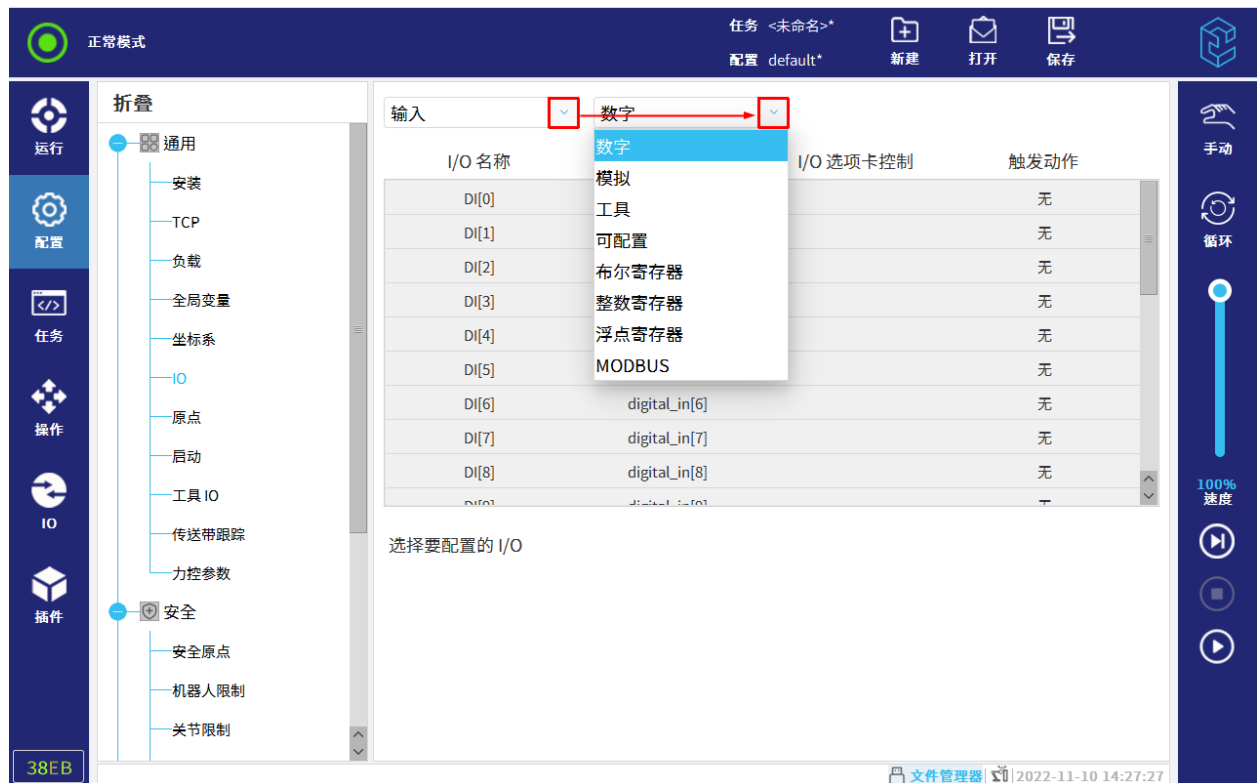 正常模式
任务 <未命名>*
配置 default*
新建
打开
保存
运行
配置
任务
操作
IO
插件
38EB
折叠
通用
安装
TCP
负载
全局变量
坐标系
IO
原点
启动
工具 IO
传送带跟踪
力控参数
安全
安全原点
机器人限制
关节限制
输入 数字
数字
模拟
工具
可配置
布尔寄存器
整数寄存器
浮点寄存器
MODBUS
I/O 名称 I/O 选项卡控制 触发动作
DI[0] 无
DI[1] 无
DI[2] 无
DI[3] 无
DI[4] 无
DI[5] 无
DI[6] digital_in[6] 无
DI[7] digital_in[7] 无
DI[8] digital_in[8] 无
选择要配置的 I/O
手动
循环
100%
速度
文件管理器 2022-11-10 14:27:27